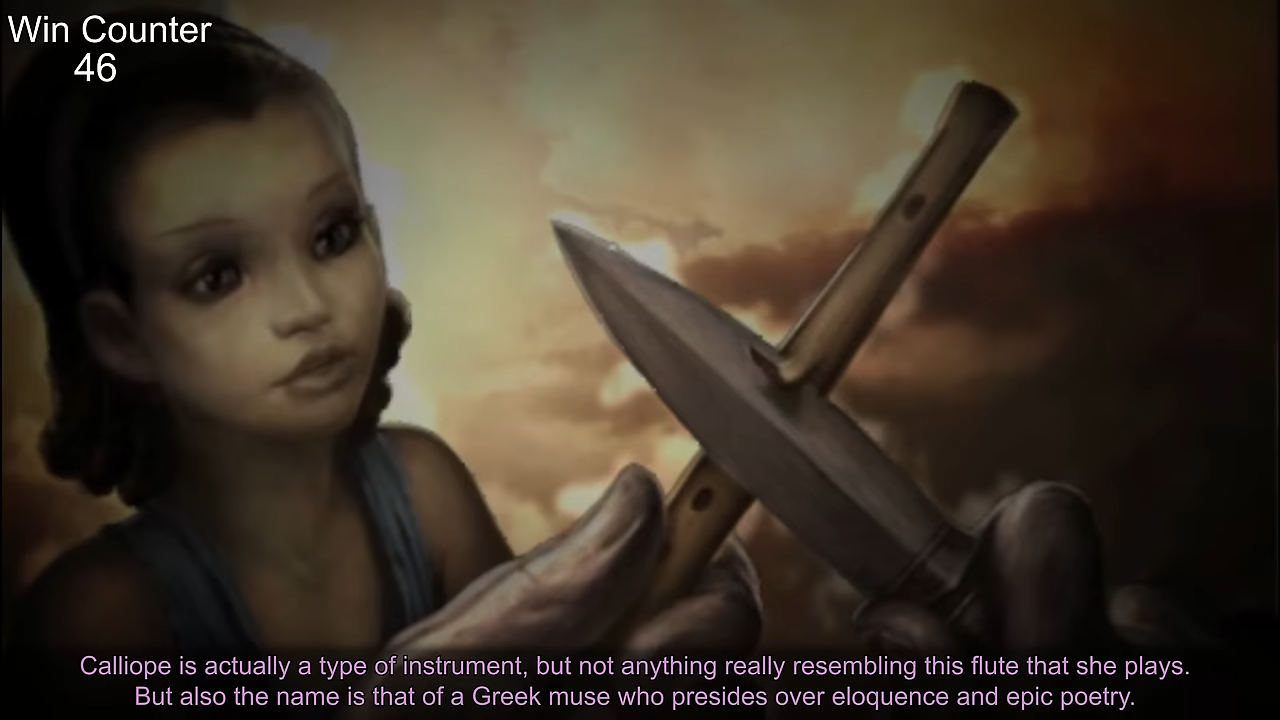 Win Counter
46
Calliope is actually a type of instrument, but not anything really resembling this flute that she plays.
But also the name is that of a Greek muse who presides over eloquence and epic poetry.